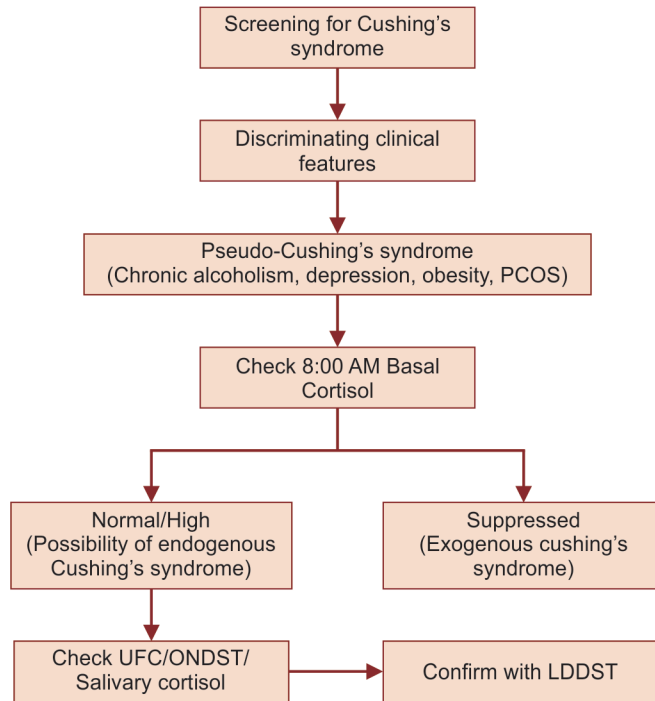 Screening for Cushing's
syndrome
Discriminating clinical
features
Pseudo-Cushing's syndrome
(Chronic alcoholism, depression, obesity, PCOS)
Check 8:00 AM Basal
Cortisol
Normal/High
(Possibility of endogenous
Cushing's syndrome)
Suppressed
(Exogenous cushing's
syndrome)
Check UFC/ONDST/
Salivary cortisol
Confirm with LDDST